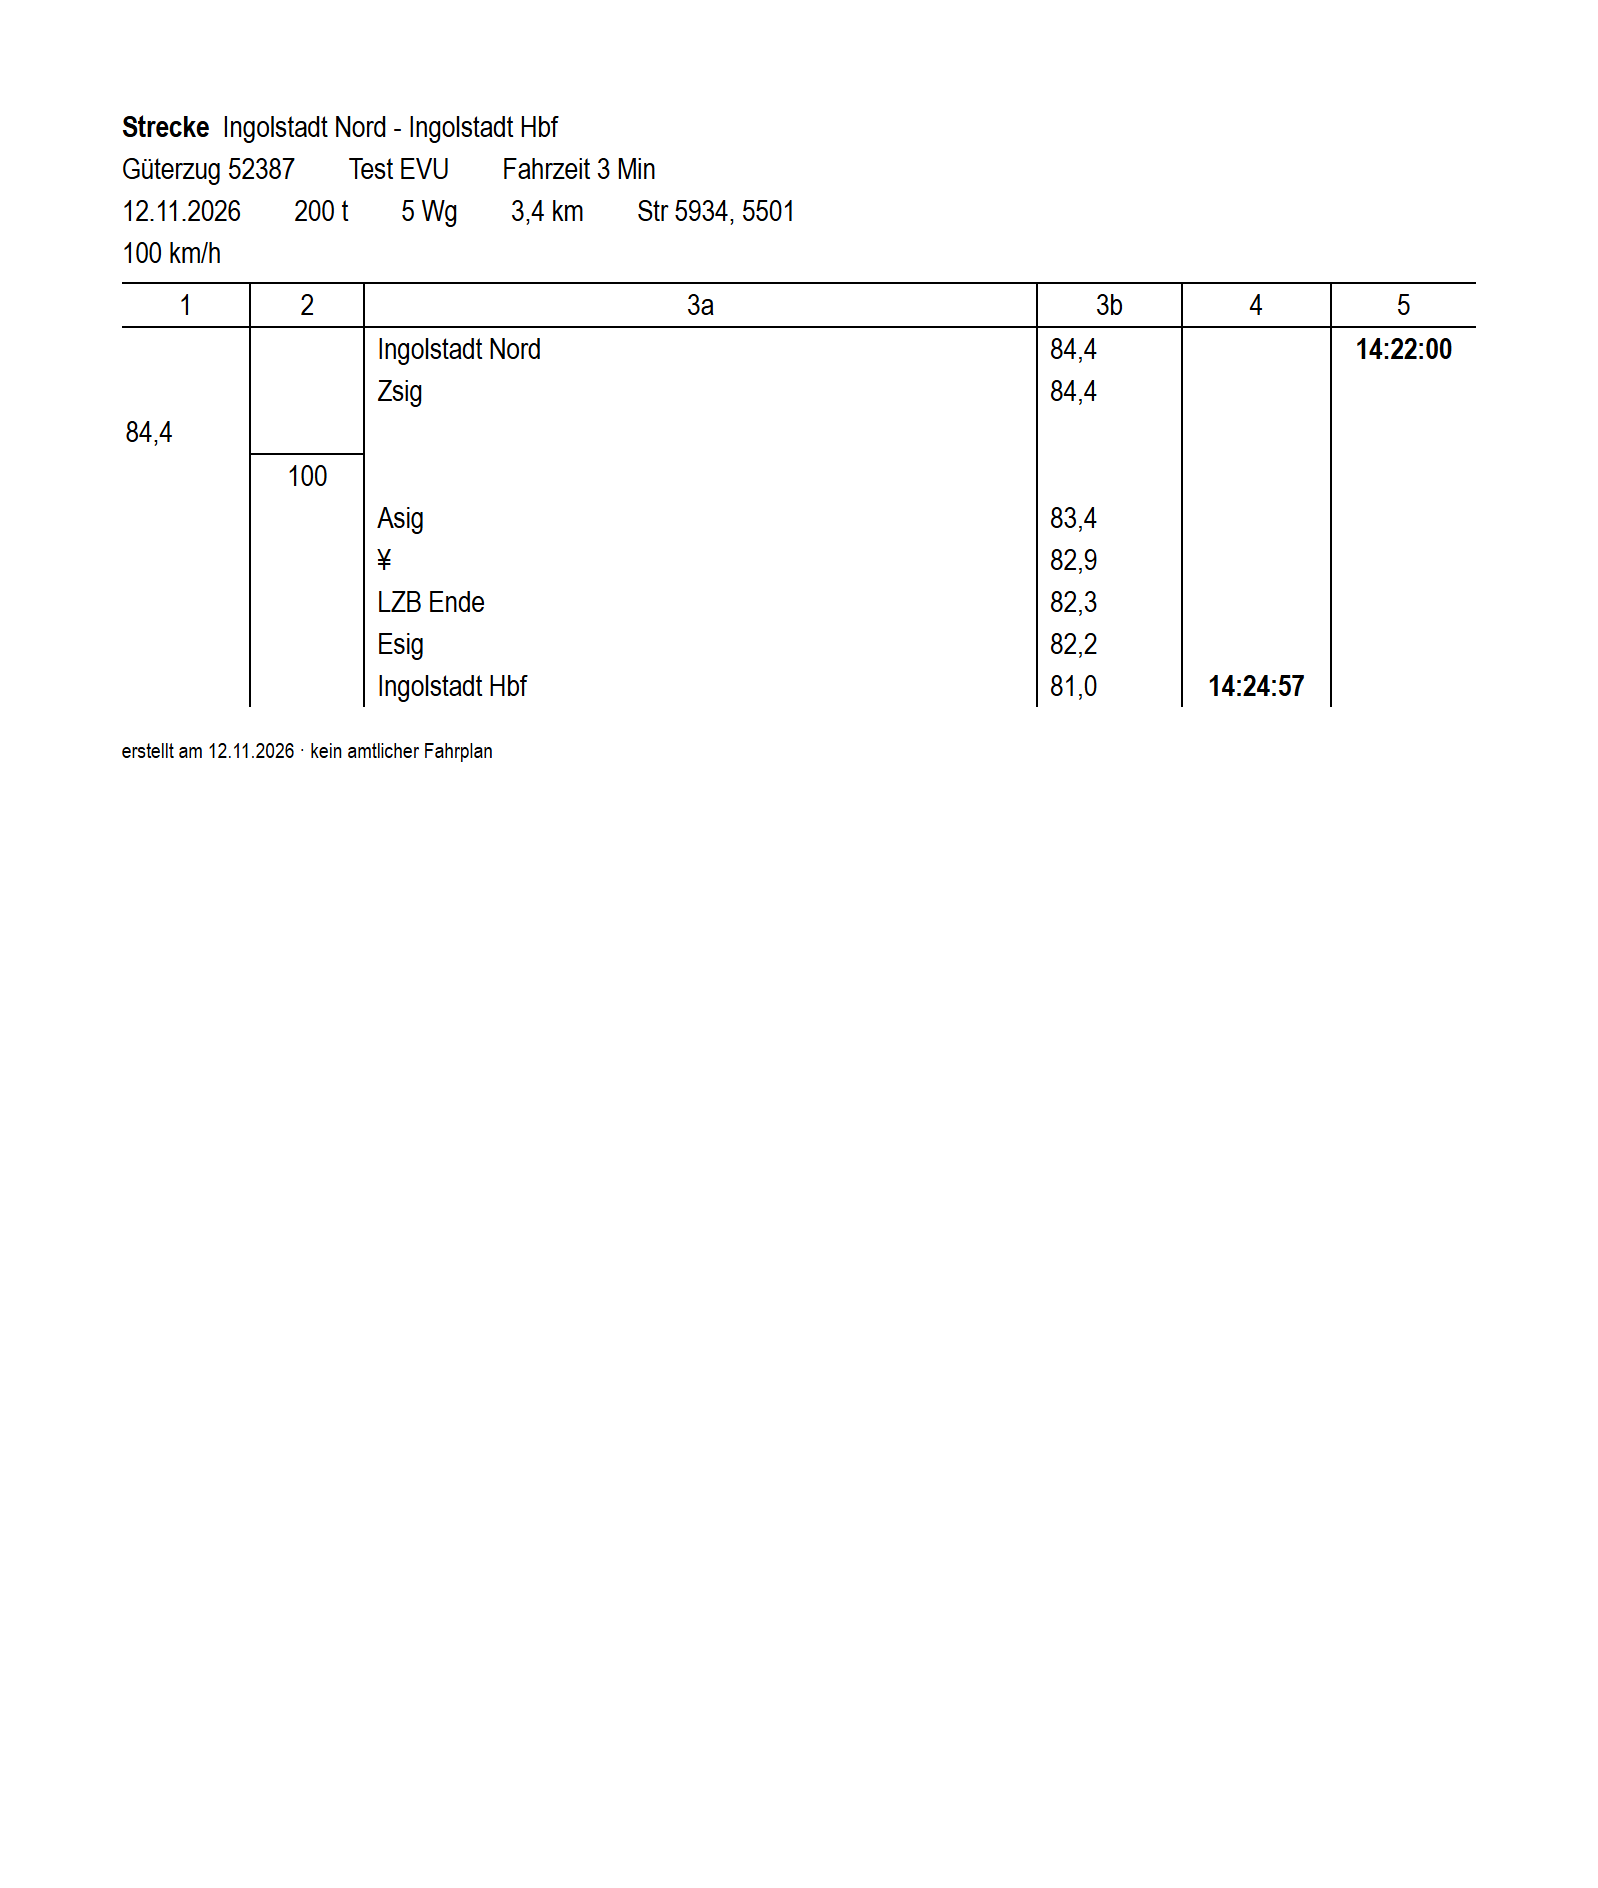 Strecke Ingolstadt Nord - Ingolstadt Hbf
Güterzug 52387 Test EVU Fahrzeit 3 Min
12.11.2026 200 t 5 Wg 3,4 km Str 5934, 5501
100 km/h
1 2 3a 3b 4 5
Ingolstadt Nord 84,4 14:22:00
Zsig 84,4
84,4
100
Asig 83,4
¥ 82,9
LZB Ende 82,3
Esig 82,2
Ingolstadt Hbf 81,0 14:24:57
erstellt am 12.11.2026 · kein amtlicher Fahrplan